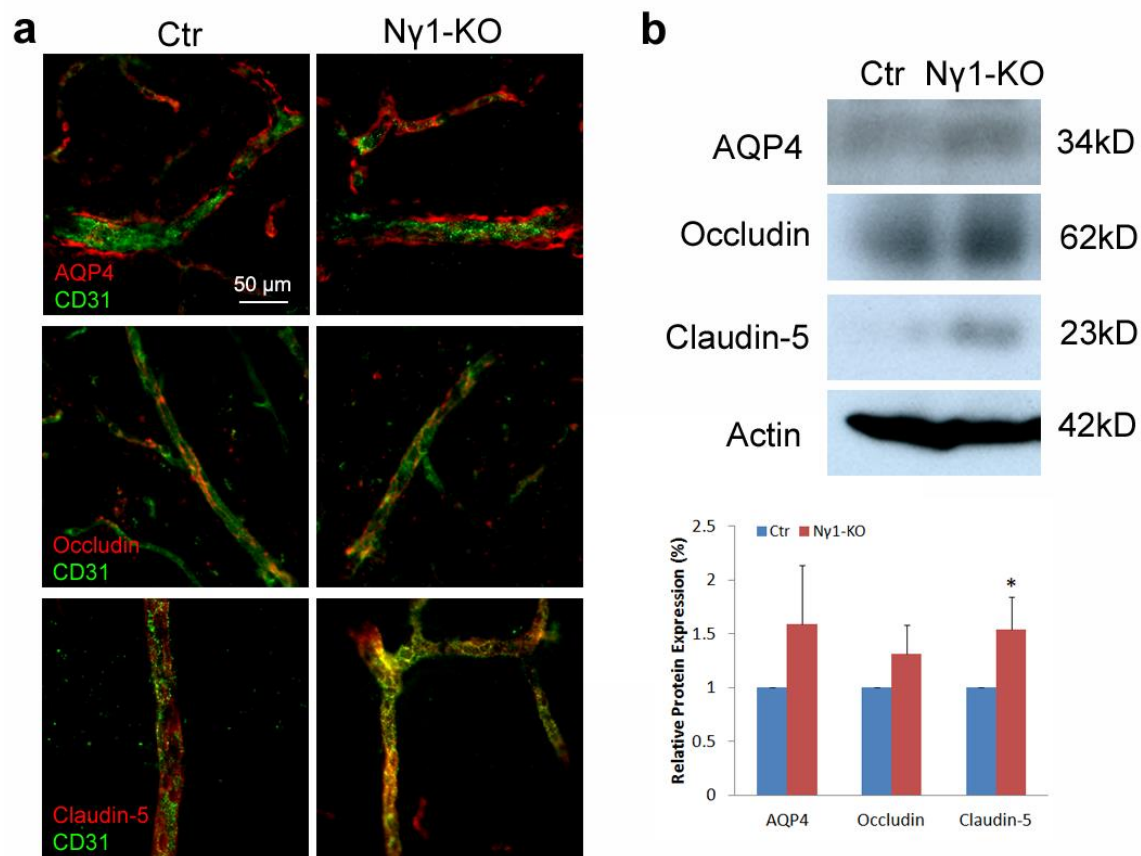 a
Ctr
Nγ1-KO
AQP4
CD31
50 µm
Occludin
CD31
Claudin-5
CD31
b
Ctr Nγ1-KO
AQP4 34kD
Occludin 62kD
Claudin-5 23kD
Actin 42kD
Relative Protein Expression (%)
2.5
2
1.5
1
0.5
0
Ctr Nγ1-KO
*
AQP4 Occludin Claudin-5